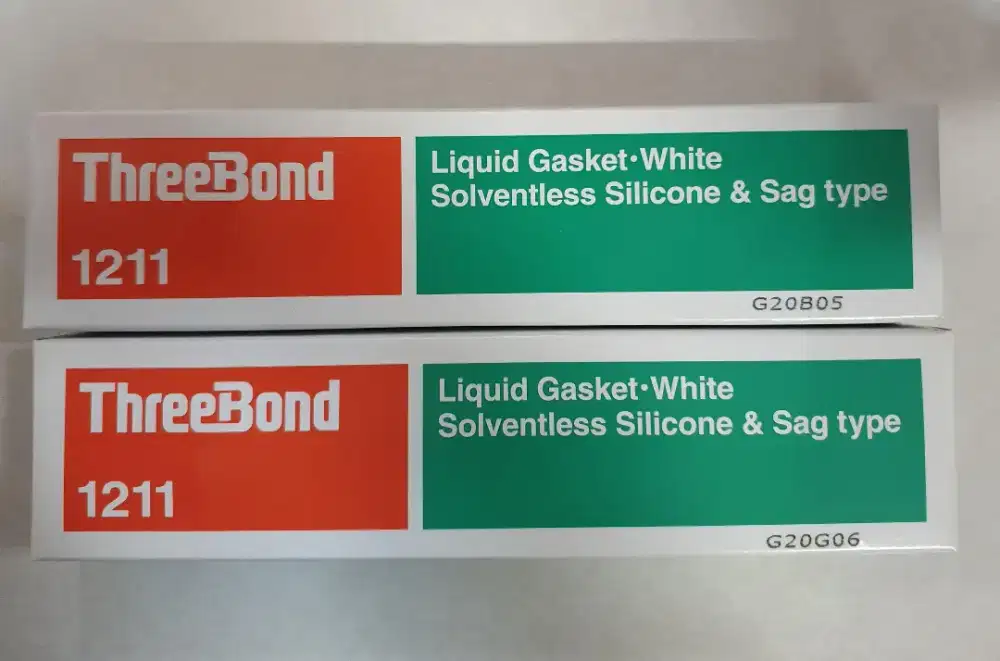 ThreeBond
1211
Liquid Gasket·White
Solventless Silicone & Sag type
G20B05
ThreeBond
1211
Liquid Gasket·White
Solventless Silicone & Sag type
G20G06